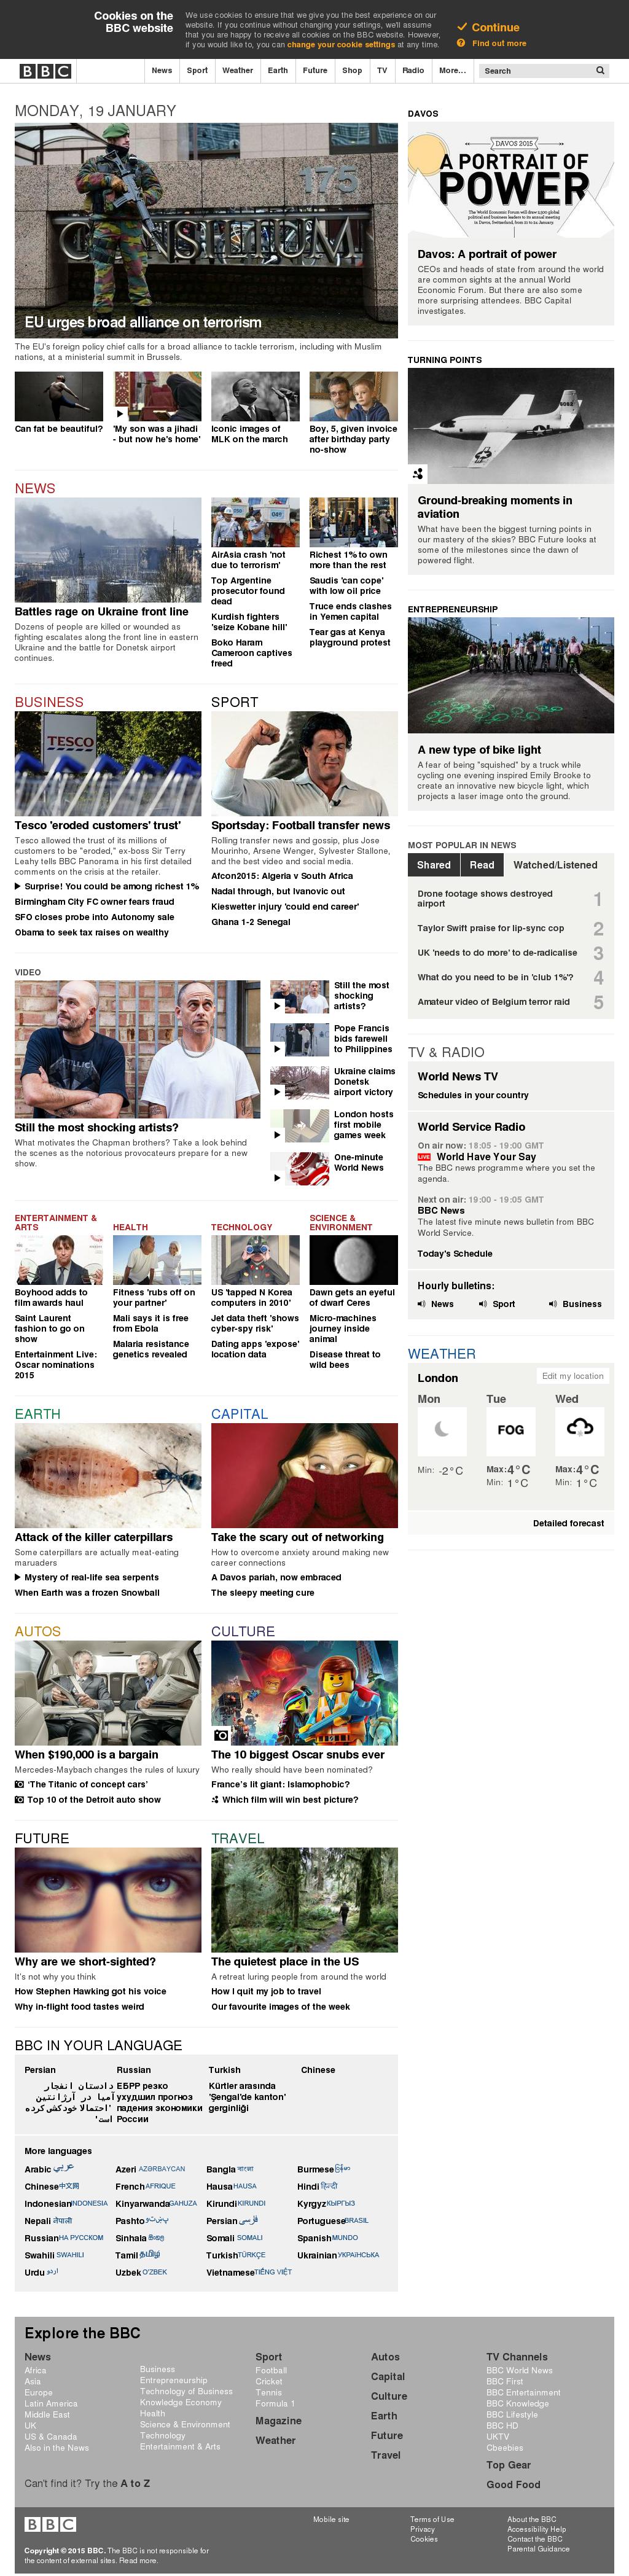 Cookies on the
BBC website
We use cookies to ensure that we give you the best experience on our
website. If you continue without changing your settings, we'll assume
that you are happy to receive all cookies on the BBC website. However,
if you would like to, you can change your cookie settings at any time.
Continue
Find out more
BBC
News Sport Weather Earth Future Shop TV Radio More... Search
MONDAY, 19 JANUARY
175
EU urges broad alliance on terrorism
The EU's foreign policy chief calls for a broad alliance to tackle terrorism, including with Muslim
nations, at a ministerial summit in Brussels.
Can fat be beautiful?
'My son was a jihadi
- but now he's home'
Iconic images of
MLK on the march
Boy, 5, given invoice
after birthday party
no-show
NEWS
Battles rage on Ukraine front line
Dozens of people are killed or wounded as
fighting escalates along the front line in eastern
Ukraine and the battle for Donetsk airport
continues.
AirAsia crash 'not
due to terrorism'
Top Argentine
prosecutor found
dead
Kurdish fighters
'seize Kobane hill'
Boko Haram
Cameroon captives
freed
Richest 1% to own
more than the rest
Saudis 'can cope'
with low oil price
Truce ends clashes
in Yemen capital
Tear gas at Kenya
playground protest
BUSINESS
TESCO
Tesco 'eroded customers' trust'
Tesco allowed the trust of its millions of
customers to be "eroded," ex-boss Sir Terry
Leahy tells BBC Panorama in his first detailed
comments on the crisis at the retailer.
Surprise! You could be among richest 1%
Birmingham City FC owner fears fraud
SFO closes probe into Autonomy sale
Obama to seek tax raises on wealthy
SPORT
Sportsday: Football transfer news
Rolling transfer news and gossip, plus Jose
Mourinho, Arsene Wenger, Sylvester Stallone,
and the best video and social media.
Afcon2015: Algeria v South Africa
Nadal through, but Ivanovic out
Kieswetter injury 'could end career'
Ghana 1-2 Senegal
VIDEO
Still the most shocking artists?
What motivates the Chapman brothers? Take a look behind
the scenes as the notorious provocateurs prepare for a new
show.
Still the most
shocking
artists?
Pope Francis
bids farewell
to Philippines
Ukraine claims
Donetsk
airport victory
London hosts
first mobile
games week
One-minute
World News
ENTERTAINMENT &
ARTS
Boyhood adds to
film awards haul
Saint Laurent
fashion to go on
show
Entertainment Live:
Oscar nominations
2015
HEALTH
Fitness 'rubs off on
your partner'
Mali says it is free
from Ebola
Malaria resistance
genetics revealed
TECHNOLOGY
US 'tapped N Korea
computers in 2010'
Jet data theft 'shows
cyber-spy risk'
Dating apps 'expose'
location data
SCIENCE &
ENVIRONMENT
Dawn gets an eyeful
of dwarf Ceres
Micro-machines
journey inside
animal
Disease threat to
wild bees
EARTH
Attack of the killer caterpillars
Some caterpillars are actually meat-eating
maruaders
Mystery of real-life sea serpents
When Earth was a frozen Snowball
CAPITAL
Take the scary out of networking
How to overcome anxiety around making new
career connections
A Davos pariah, now embraced
The sleepy meeting cure
AUTOS
When $190,000 is a bargain
Mercedes-Maybach changes the rules of luxury
'The Titanic of concept cars'
Top 10 of the Detroit auto show
CULTURE
The 10 biggest Oscar snubs ever
Who really should have been nominated?
France's lit giant: Islamophobic?
Which film will win best picture?
FUTURE
Why are we short-sighted?
It's not why you think
How Stephen Hawking got his voice
Why in-flight food tastes weird
TRAVEL
The quietest place in the US
A retreat luring people from around the world
How I quit my job to travel
Our favourite images of the week
BBC IN YOUR LANGUAGE
Persian
دادستان انفجار
آمیا در آرژانتین
'احتمالا خودکشی کرده
است'
Russian
ЕБРР резко
ухудшил прогноз
падения экономики
России
Turkish
Kürtler arasında
'Şengal'de kanton'
gerginliği
Chinese
More languages
Arabic عربي Azeri AZƏRBAYCAN Bangla বাংলা Burmese မြန်မာ
Chinese 中文网 French AFRIQUE Hausa HAUSA Hindi हिन्दी
Indonesian INDONESIA Kinyarwanda GAHUZA Kirundi KIRUNDI Kyrgyz КЫРГЫЗ
Nepali नेपाली Pashto پښتو Persian فارسی Portuguese BRASIL
Russian НА РУССКОМ Sinhala සිංහල Somali SOMALI Spanish MUNDO
Swahili SWAHILI Tamil தமிழ் Turkish TÜRKÇE Ukrainian УКРАЇНСЬКА
Urdu اردو Uzbek O'ZBEK Vietnamese TIẾNG VIỆT
DAVOS
DAVOS 2015
A PORTRAIT OF
POWER
Davos: A portrait of power
CEOs and heads of state from around the world
are common sights at the annual World
Economic Forum. But there are also some
more surprising attendees. BBC Capital
investigates.
TURNING POINTS
Ground-breaking moments in
aviation
What have been the biggest turning points in
our mastery of the skies? BBC Future looks at
some of the milestones since the dawn of
powered flight.
ENTREPRENEURSHIP
A new type of bike light
A fear of being "squished" by a truck while
cycling one evening inspired Emily Brooke to
create an innovative new bicycle light, which
projects a laser image onto the ground.
MOST POPULAR IN NEWS
Shared Read Watched/Listened
Drone footage shows destroyed
airport 1
Taylor Swift praise for lip-sync cop 2
UK 'needs to do more' to de-radicalise 3
What do you need to be in 'club 1%'? 4
Amateur video of Belgium terror raid 5
TV & RADIO
World News TV
Schedules in your country
World Service Radio
On air now: 18:05 - 19:00 GMT
LIVE World Have Your Say
The BBC news programme where you set the
agenda.
Next on air: 19:00 - 19:05 GMT
BBC News
The latest five minute news bulletin from BBC
World Service.
Today's Schedule
Hourly bulletins:
News Sport Business
WEATHER
London Edit my location
Mon Tue Wed
FOG
Min: -2°C Max: 4°C Min: 1°C Max: 4°C Min: 1°C
Detailed forecast
Explore the BBC
News
Africa
Asia
Europe
Latin America
Middle East
UK
US & Canada
Also in the News
Business
Entrepreneurship
Technology of Business
Knowledge Economy
Health
Science & Environment
Technology
Entertainment & Arts
Sport
Football
Cricket
Tennis
Formula 1
Magazine
Weather
Autos
Capital
Culture
Earth
Future
Travel
TV Channels
BBC World News
BBC First
BBC Entertainment
BBC Knowledge
BBC Lifestyle
BBC HD
UKTV
Cbeebies
Top Gear
Good Food
Can't find it? Try the A to Z
BBC
Copyright © 2015 BBC. The BBC is not responsible for
the content of external sites. Read more.
Mobile site
Terms of Use
Privacy
Cookies
About the BBC
Accessibility Help
Contact the BBC
Parental Guidance